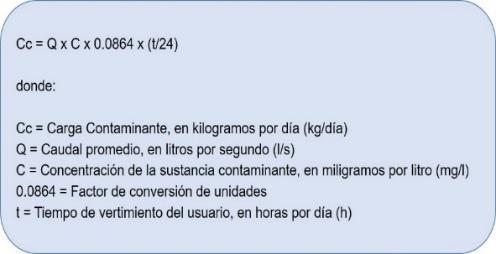 Cc = Q x C x 0.0864 x (t/24)
donde:
Cc = Carga Contaminante, en kilogramos por día (kg/día)
Q = Caudal promedio, en litros por segundo (l/s)
C = Concentración de la sustancia contaminante, en miligramos por litro (mg/l)
0.0864 = Factor de conversión de unidades
t = Tiempo de vertimiento del usuario, en horas por día (h)